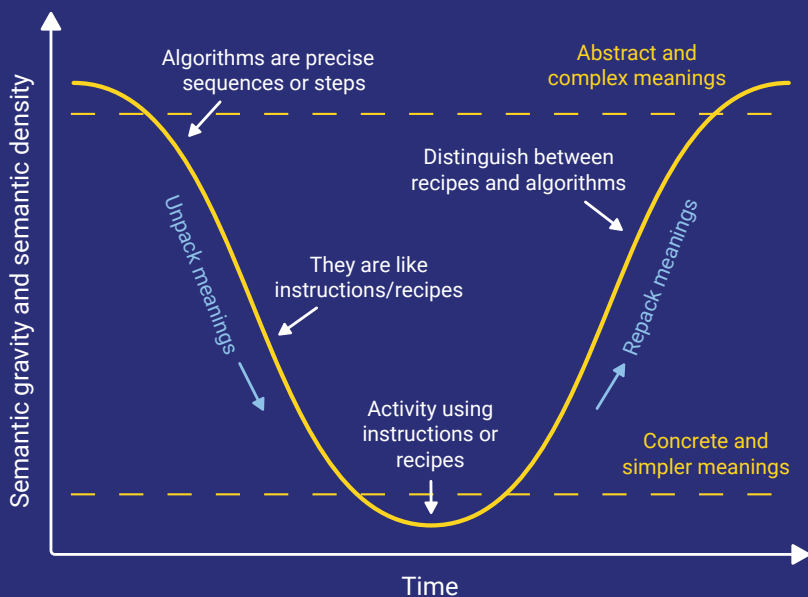 Algorithms are precise
sequences or steps
Abstract and
complex meanings
Distinguish between
recipes and algorithms
Unpack meanings
They are like
instructions/recipes
Repack meanings
Activity using
instructions or
recipes
Concrete and
simpler meanings
Semantic gravity and semantic density
Time